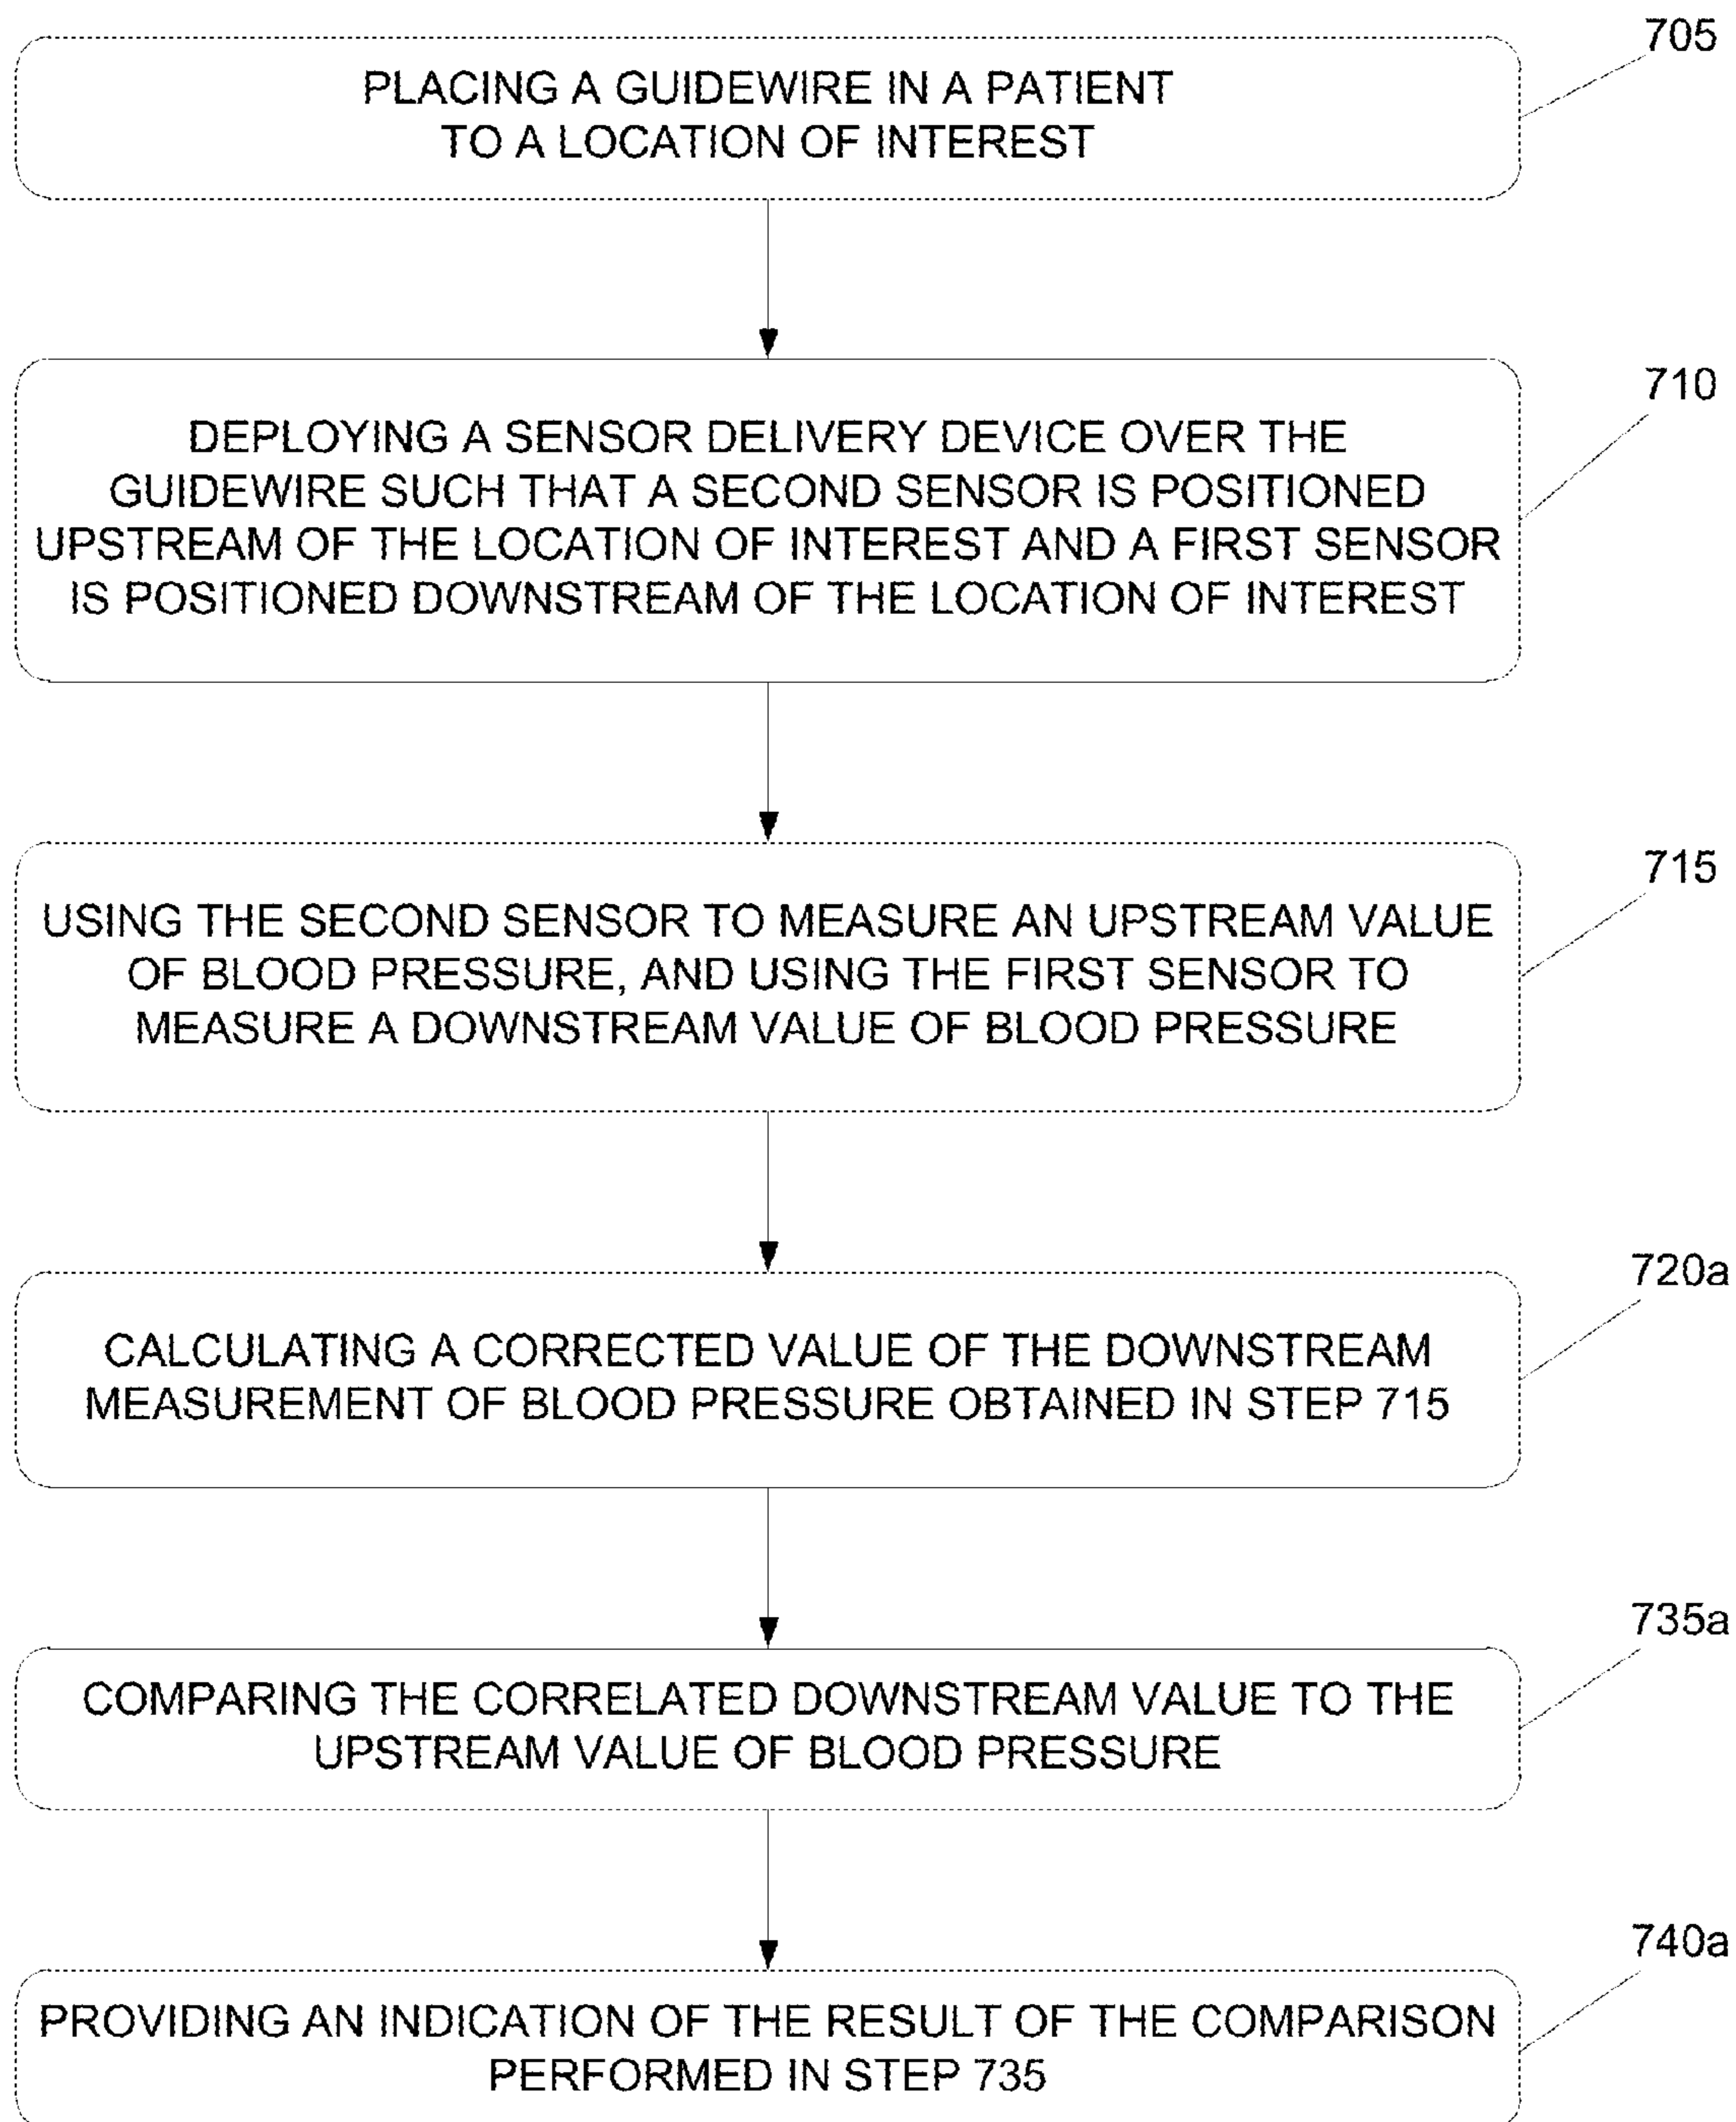 705
PLACING A GUIDEWIRE IN A PATIENT
TO A LOCATION OF INTEREST
710
DEPLOYING A SENSOR DELIVERY DEVICE OVER THE
GUIDEWIRE SUCH THAT A SECOND SENSOR IS POSITIONED
UPSTREAM OF THE LOCATION OF INTEREST AND A FIRST SENSOR
IS POSITIONED DOWNSTREAM OF THE LOCATION OF INTEREST
715
USING THE SECOND SENSOR TO MEASURE AN UPSTREAM VALUE
OF BLOOD PRESSURE, AND USING THE FIRST SENSOR TO
MEASURE A DOWNSTREAM VALUE OF BLOOD PRESSURE
720a
CALCULATING A CORRECTED VALUE OF THE DOWNSTREAM
MEASUREMENT OF BLOOD PRESSURE OBTAINED IN STEP 715
735a
COMPARING THE CORRELATED DOWNSTREAM VALUE TO THE
UPSTREAM VALUE OF BLOOD PRESSURE
740a
PROVIDING AN INDICATION OF THE RESULT OF THE COMPARISON
PERFORMED IN STEP 735